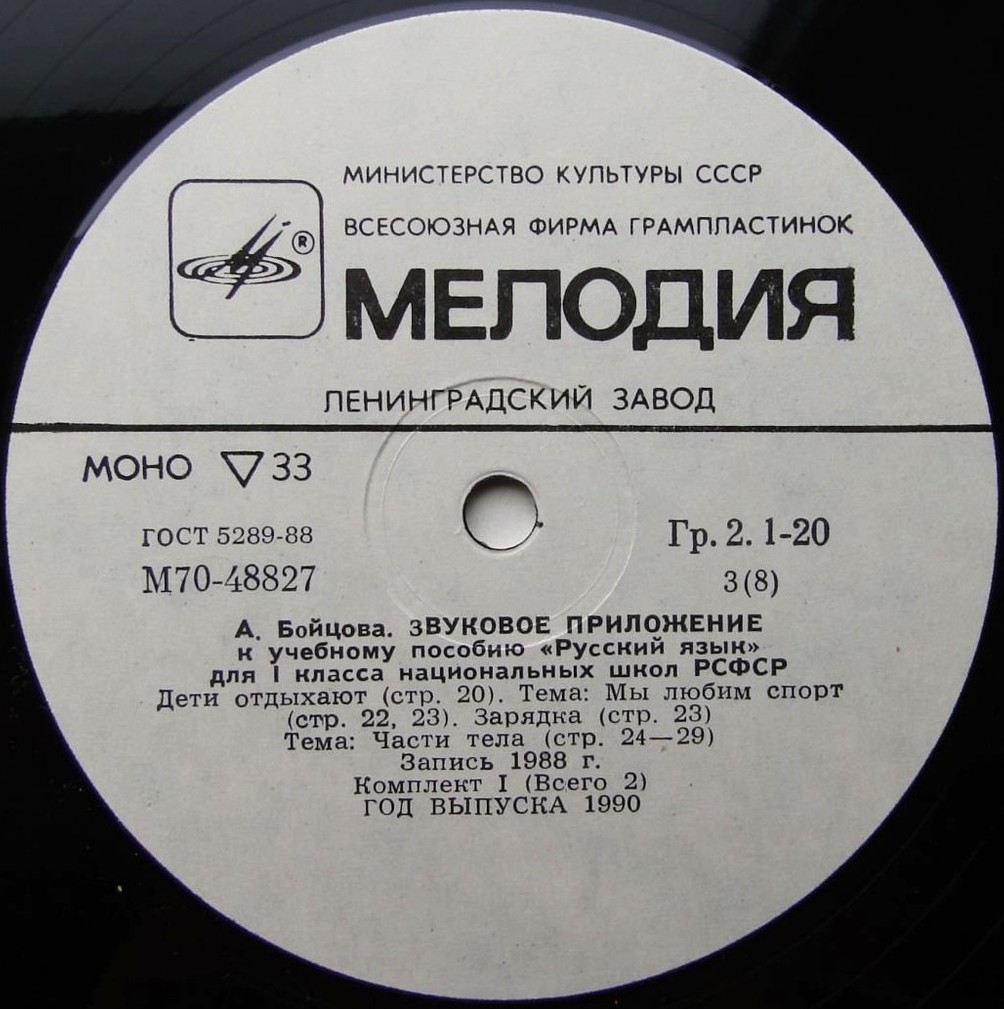 МИНИСТЕРСТВО КУЛЬТУРЫ СССР
ВСЕСОЮЗНАЯ ФИРМА ГРАМПЛАСТИНОК
®
МЕЛОДИЯ
ЛЕНИНГРАДСКИЙ ЗАВОД
МОНО ▽ 33
ГОСТ 5289-88
Гр. 2. 1-20
М70-48827
3(8)
А. Бойцова. ЗВУКОВОЕ ПРИЛОЖЕНИЕ
к учебному пособию «Русский язык»
для I класса национальных школ РСФСР
Дети отдыхают (стр. 20). Тема: Мы любим спорт
(стр. 22, 23). Зарядка (стр. 23)
Тема: Части тела (стр. 24—29)
Запись 1988 г.
Комплект I (Всего 2)
ГОД ВЫПУСКА 1990